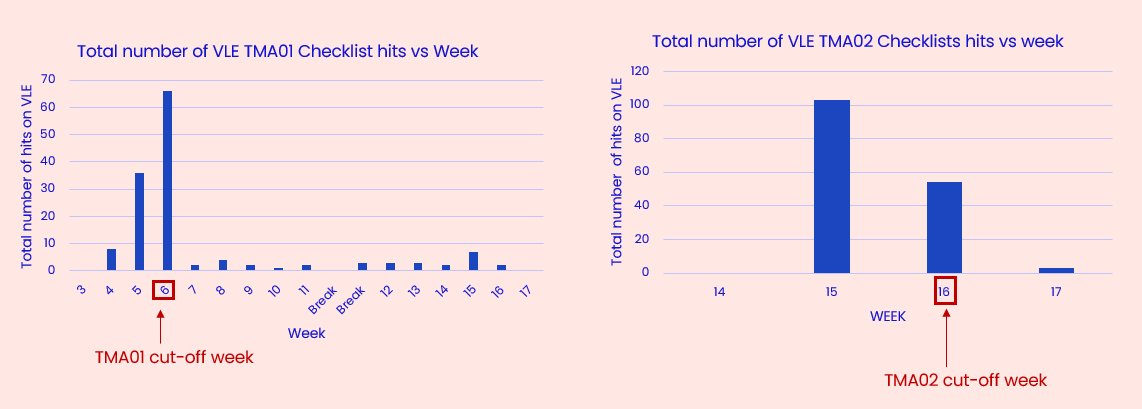 Total number of VLE TMA01 Checklist hits vs Week
Total number of hits on VLE
70
60
50
40
30
20
10
0
3 4 5 6 7 8 9 10 11 Break Break 12 13 14 15 16 17
Week
TMA01 cut-off week
Total number of VLE TMA02 Checklists hits vs week
Total number of hits on VLE
120
100
80
60
40
20
0
14 15 16 17
WEEK
TMA02 cut-off week